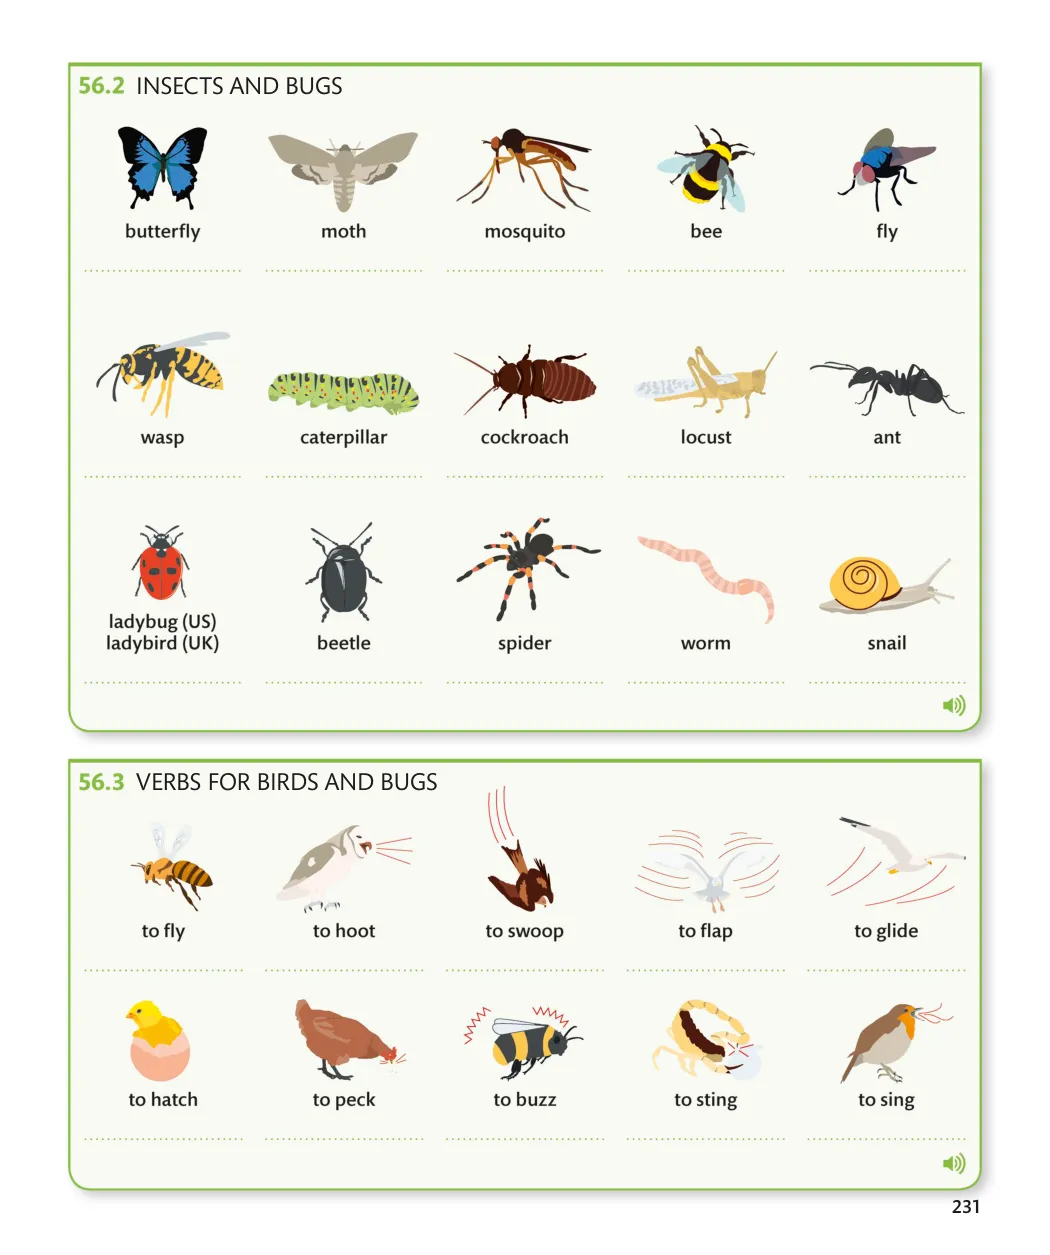 56.2 INSECTS AND BUGS
butterfly
moth
mosquito
bee
fly
wasp
caterpillar
cockroach
locust
ant
ladybug (US)
ladybird (UK)
beetle
spider
worm
snail
56.3 VERBS FOR BIRDS AND BUGS
to fly
to hoot
to swoop
to flap
to glide
to hatch
to peck
to buzz
to sting
to sing
231